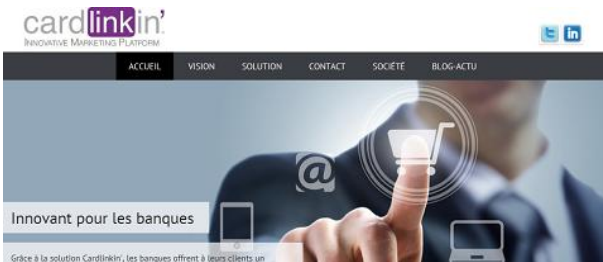 cardlinkin'
INNOVATIVE MARKETING PLATFORM
ACCUEIL VISION SOLUTION CONTACT SOCIÉTÉ BLOG-ACTU
@
Innovant pour les banques
Grâce à la solution Cardlinkin', les banques offrent à leurs clients un